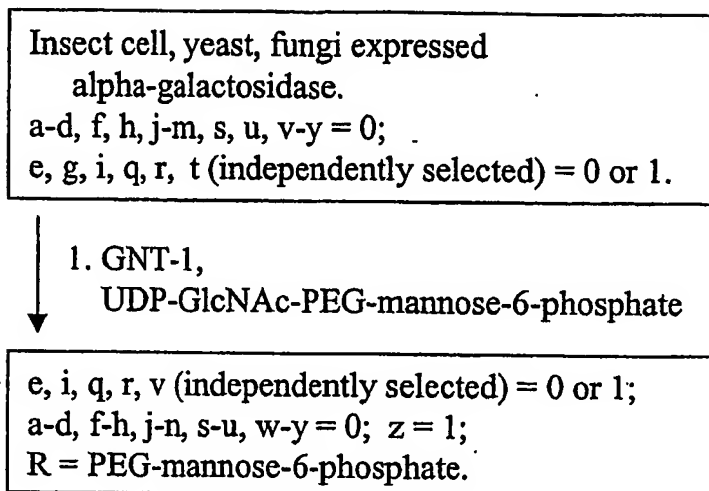 Insect cell, yeast, fungi expressed
alpha-galactosidase.
a-d, f, h, j-m, s, u, v-y = 0;
e, g, i, q, r, t (independently selected) = 0 or 1.
1. GNT-1,
UDP-GlcNAc-PEG-mannose-6-phosphate
e, i, q, r, v (independently selected) = 0 or 1;
a-d, f-h, j-n, s-u, w-y = 0; z = 1;
R = PEG-mannose-6-phosphate.